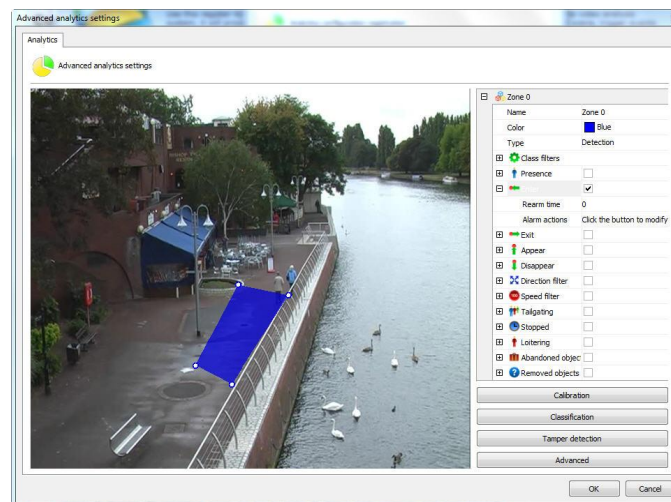 Advanced analytics settings
Analytics
Advanced analytics settings
Zone 0
Name Zone 0
Color Blue
Type Detection
Class filters
Presence
Rearm time 0
Alarm actions Click the button to modify
Exit
Appear
Disappear
Direction filter
Speed filter
Tailgating
Stopped
Loitering
Abandoned objec
Removed objects
Calibration
Classification
Tamper detection
Advanced
OK Cancel